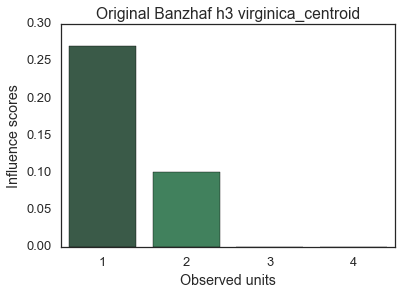 Original Banzhaf h3 virginica_centroid
Influence scores
0.30
0.25
0.20
0.15
0.10
0.05
0.00
1 2 3 4
Observed units